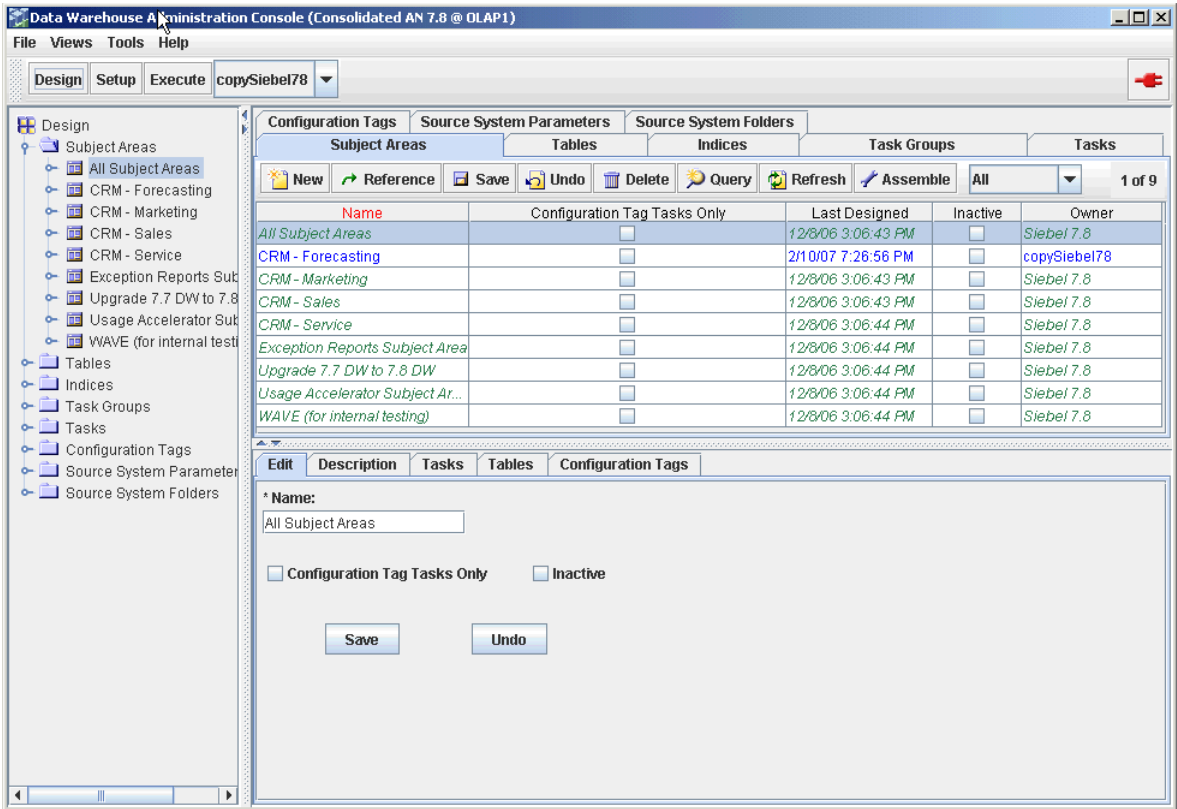 Data Warehouse Administration Console (Consolidated AN 7.8 @ OLAP1)
File Views Tools Help
Design Setup Execute copySiebel78
Design
Subject Areas
All Subject Areas
CRM - Forecasting
CRM - Marketing
CRM - Sales
CRM - Service
Exception Reports Sub
Upgrade 7.7 DW to 7.8
Usage Accelerator Sub
WAVE (for internal testi
Tables
Indices
Task Groups
Tasks
Configuration Tags
Source System Parameter
Source System Folders
Configuration Tags Source System Parameters Source System Folders
Subject Areas Tables Indices Task Groups Tasks
New Reference Save Undo Delete Query Refresh Assemble All 1 of 9
Name Configuration Tag Tasks Only Last Designed Inactive Owner
All Subject Areas 12/8/06 3:06:43 PM Siebel 7.8
CRM - Forecasting 2/10/07 7:26:56 PM copySiebel78
CRM - Marketing 12/8/06 3:06:43 PM Siebel 7.8
CRM - Sales 12/8/06 3:06:43 PM Siebel 7.8
CRM - Service 12/8/06 3:06:44 PM Siebel 7.8
Exception Reports Subject Area 12/8/06 3:06:44 PM Siebel 7.8
Upgrade 7.7 DW to 7.8 DW 12/8/06 3:06:44 PM Siebel 7.8
Usage Accelerator Subject Ar... 12/8/06 3:06:44 PM Siebel 7.8
WAVE (for internal testing) 12/8/06 3:06:44 PM Siebel 7.8
Edit Description Tasks Tables Configuration Tags
* Name:
All Subject Areas
Configuration Tag Tasks Only Inactive
Save Undo